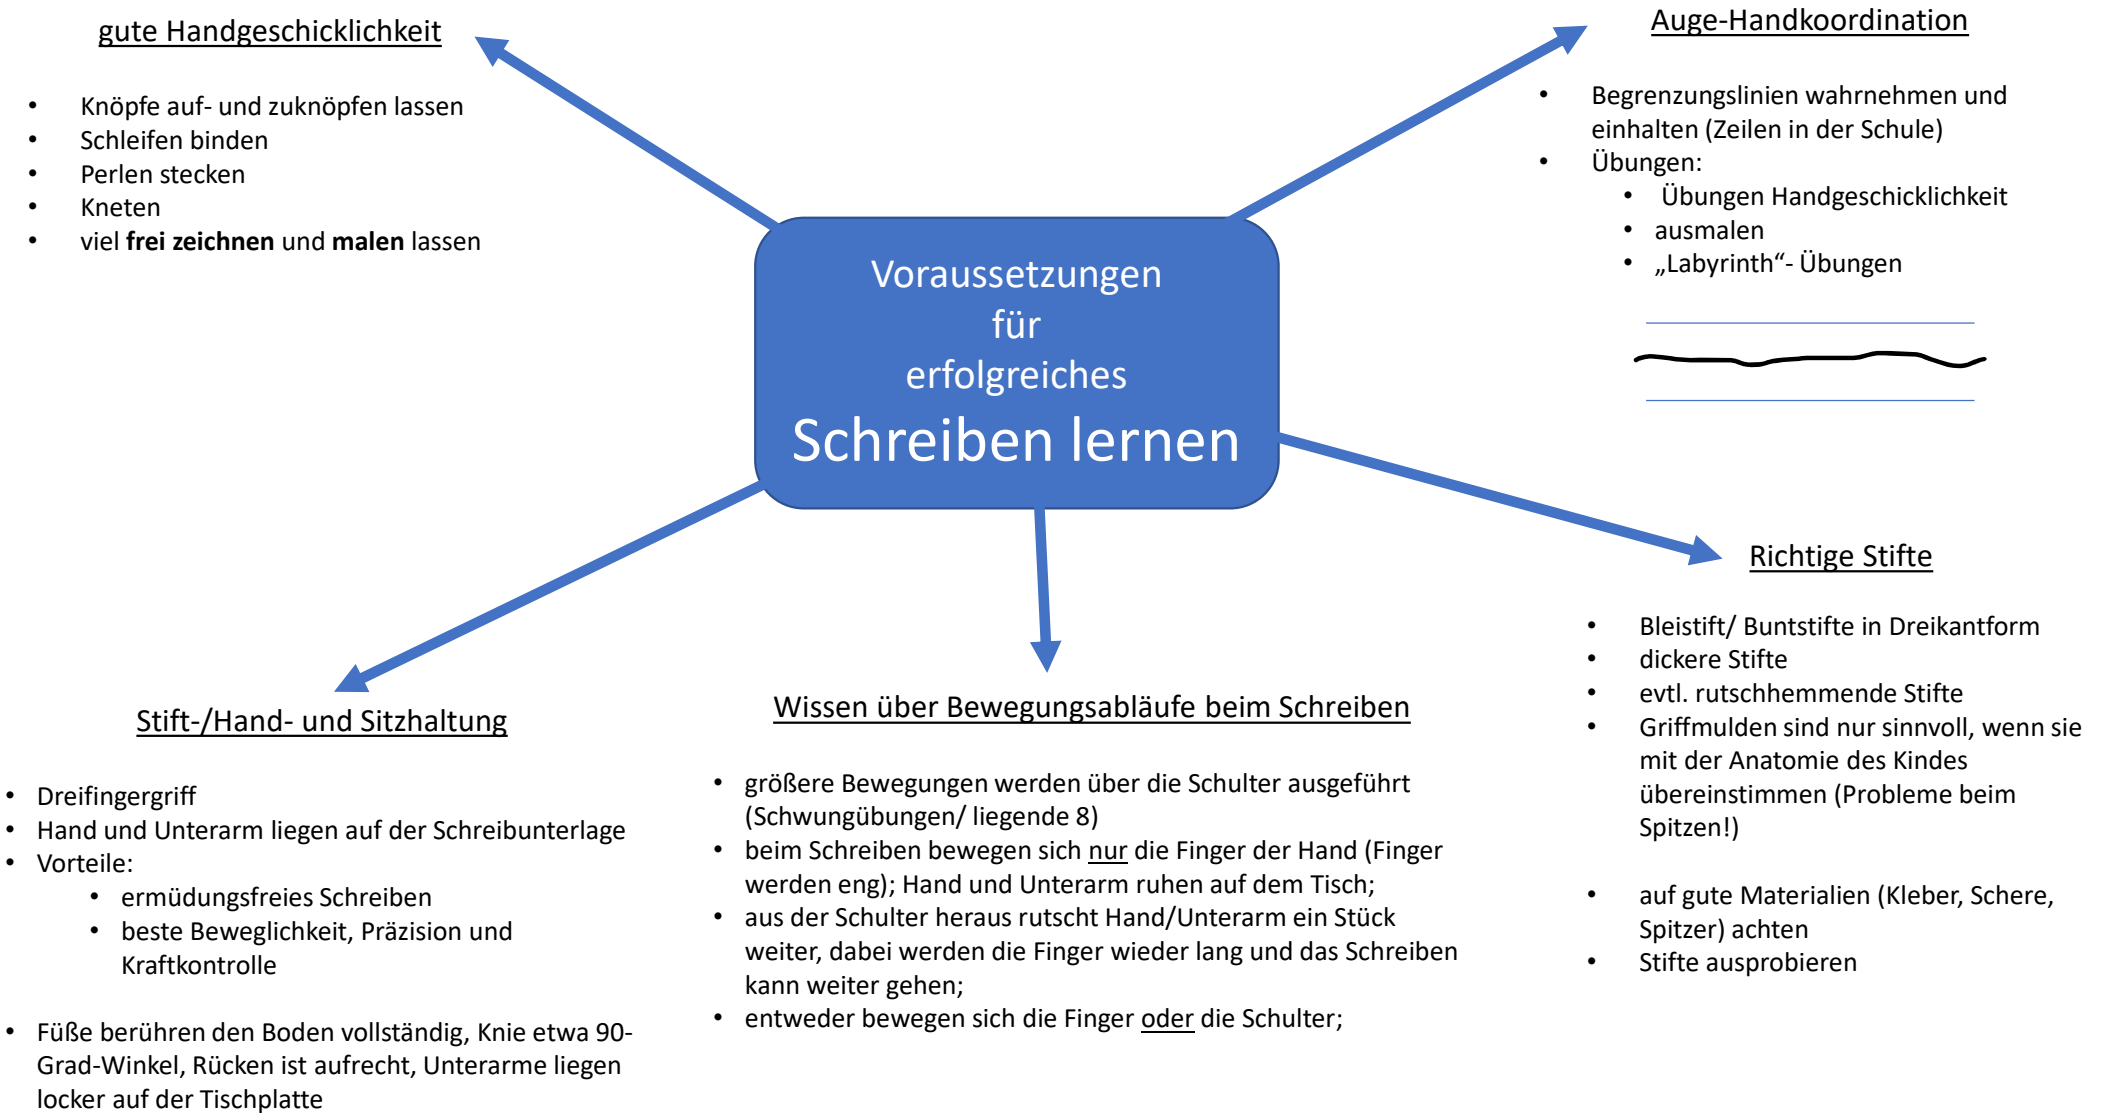 gute Handgeschicklichkeit
• Knöpfe auf- und zuknöpfen lassen
• Schleifen binden
• Perlen stecken
• Kneten
• viel frei zeichnen und malen lassen
Auge-Handkoordination
• Begrenzungslinien wahrnehmen und
einhalten (Zeilen in der Schule)
• Übungen:
• Übungen Handgeschicklichkeit
• ausmalen
• „Labyrinth“- Übungen
Voraussetzungen
für
erfolgreiches
Schreiben lernen
Stift-/Hand- und Sitzhaltung
• Dreifingergriff
• Hand und Unterarm liegen auf der Schreibunterlage
• Vorteile:
• ermüdungsfreies Schreiben
• beste Beweglichkeit, Präzision und
Kraftkontrolle
• Füße berühren den Boden vollständig, Knie etwa 90-
Grad-Winkel, Rücken ist aufrecht, Unterarme liegen
locker auf der Tischplatte
Wissen über Bewegungsabläufe beim Schreiben
• größere Bewegungen werden über die Schulter ausgeführt
(Schwungübungen/ liegende 8)
• beim Schreiben bewegen sich nur die Finger der Hand (Finger
werden eng); Hand und Unterarm ruhen auf dem Tisch;
• aus der Schulter heraus rutscht Hand/Unterarm ein Stück
weiter, dabei werden die Finger wieder lang und das Schreiben
kann weiter gehen;
• entweder bewegen sich die Finger oder die Schulter;
Richtige Stifte
• Bleistift/ Buntstifte in Dreikantform
• dickere Stifte
• evtl. rutschhemmende Stifte
• Griffmulden sind nur sinnvoll, wenn sie
mit der Anatomie des Kindes
übereinstimmen (Probleme beim
Spitzen!)
• auf gute Materialien (Kleber, Schere,
Spitzer) achten
• Stifte ausprobieren